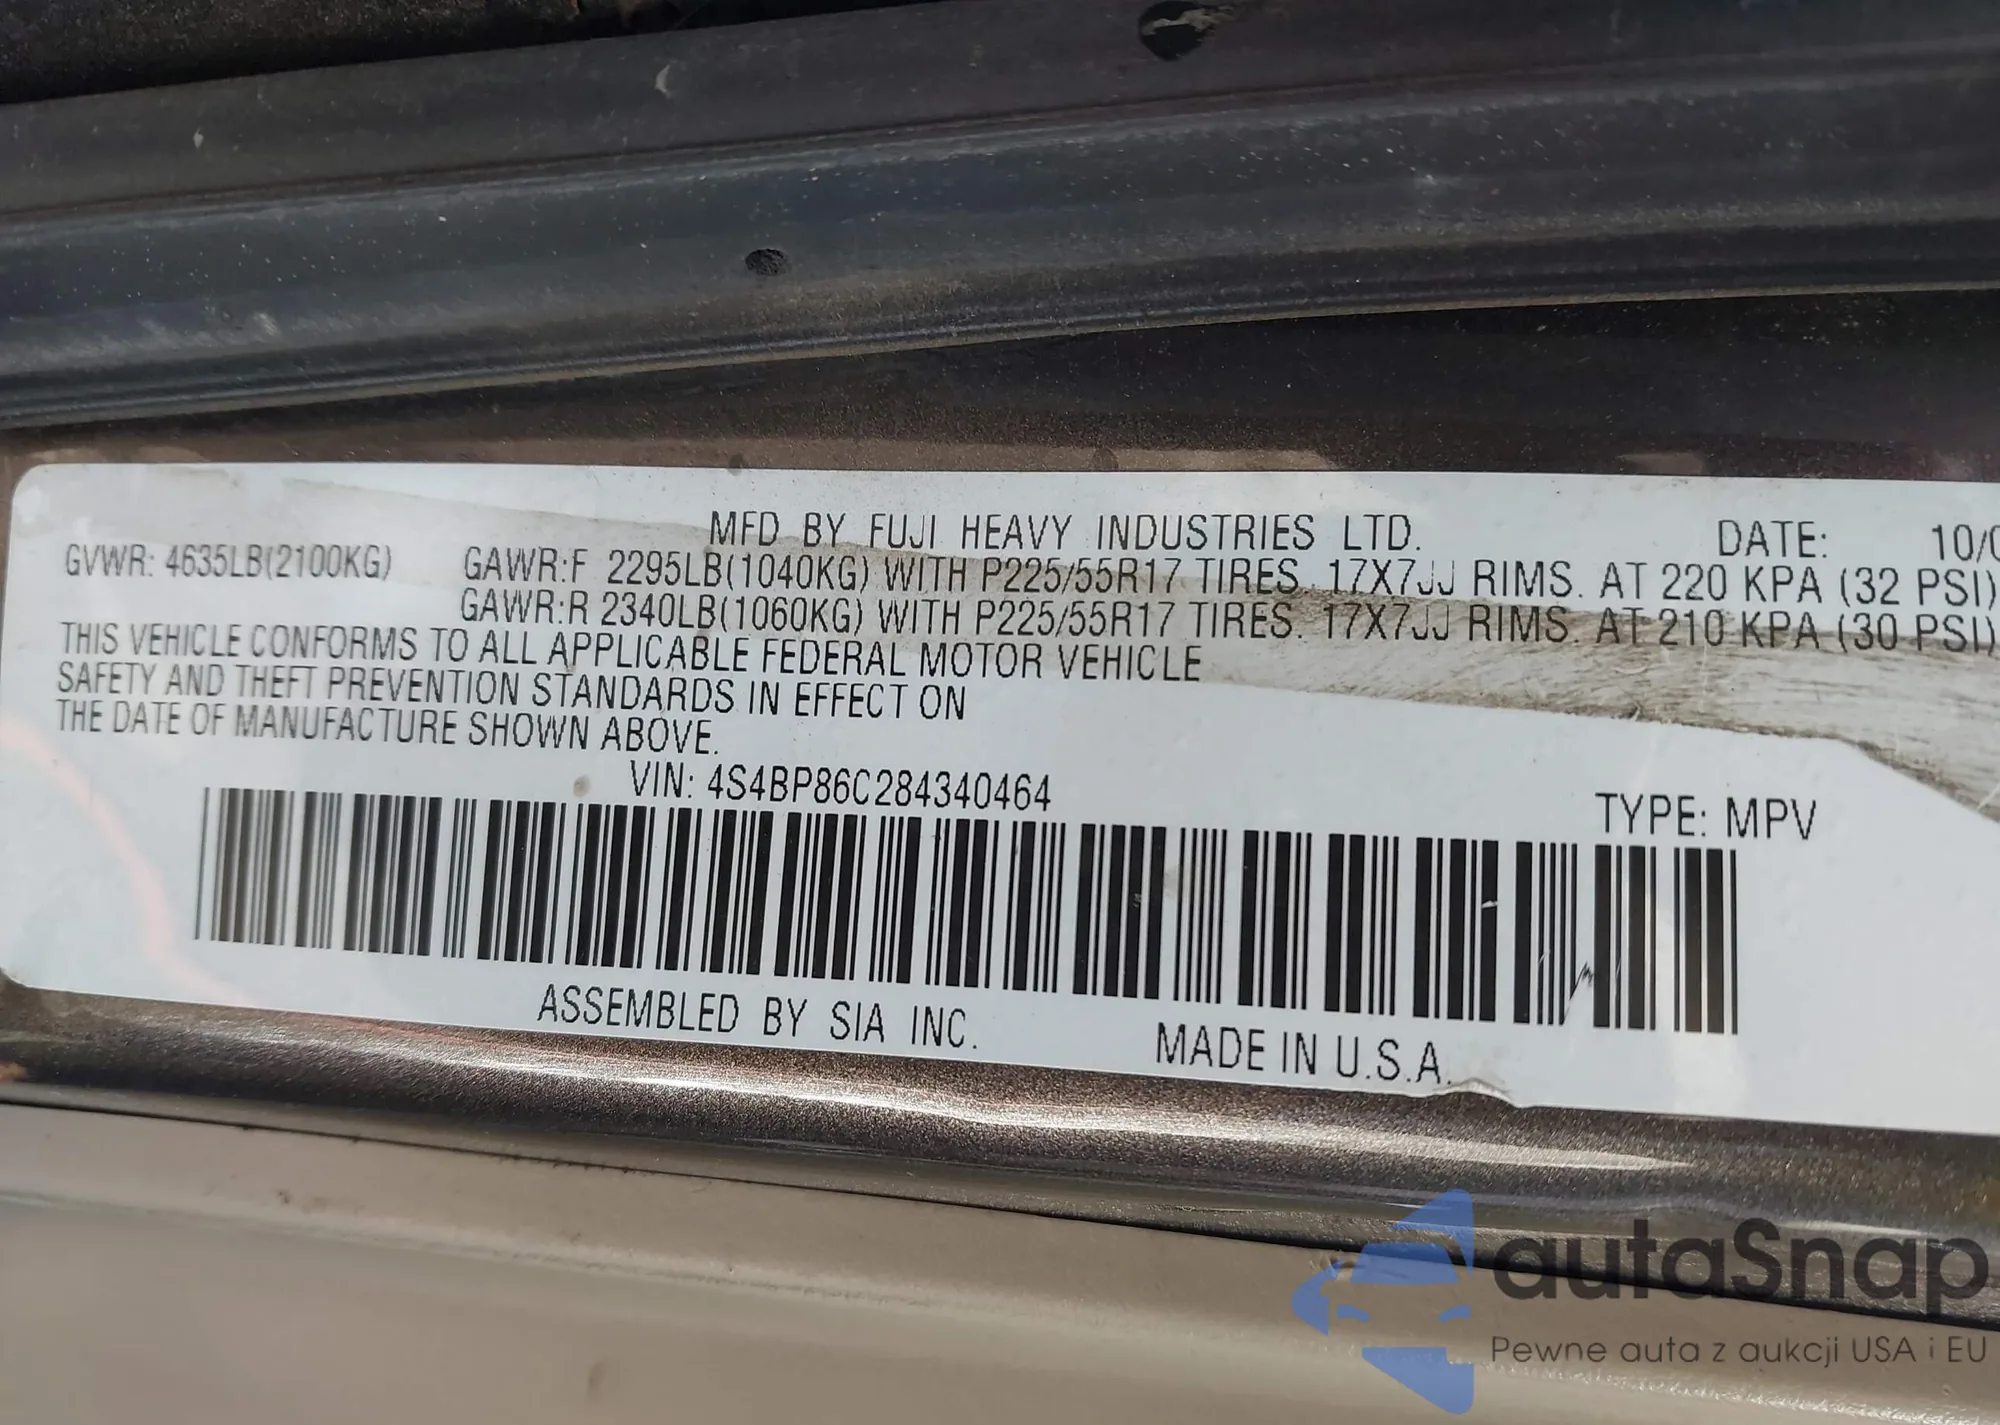 MFD BY FUJI HEAVY INDUSTRIES LTD. DATE: 10/0
GVWR: 4635LB(2100KG) GAWR:F 2295LB(1040KG) WITH P225/55R17 TIRES. 17X7JJ RIMS. AT 220 KPA (32 PSI)
GAWR:R 2340LB(1060KG) WITH P225/55R17 TIRES. 17X7JJ RIMS. AT 210 KPA (30 PSI)
THIS VEHICLE CONFORMS TO ALL APPLICABLE FEDERAL MOTOR VEHICLE
SAFETY AND THEFT PREVENTION STANDARDS IN EFFECT ON
THE DATE OF MANUFACTURE SHOWN ABOVE.
VIN: 4S4BP86C284340464
TYPE: MPV
ASSEMBLED BY SIA INC. MADE IN U.S.A.
autaSnap
Pewne auta z aukcji USA i EU